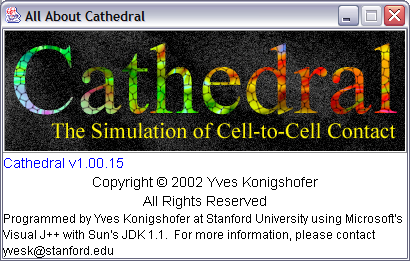 All About Cathedral
Cathedral
The Simulation of Cell-to-Cell Contact
Cathedral v1.00.15
Copyright © 2002 Yves Konigshofer
All Rights Reserved
Programmed by Yves Konigshofer at Stanford University using Microsoft's
Visual J++ with Sun's JDK 1.1. For more information, please contact
yvesk@stanford.edu